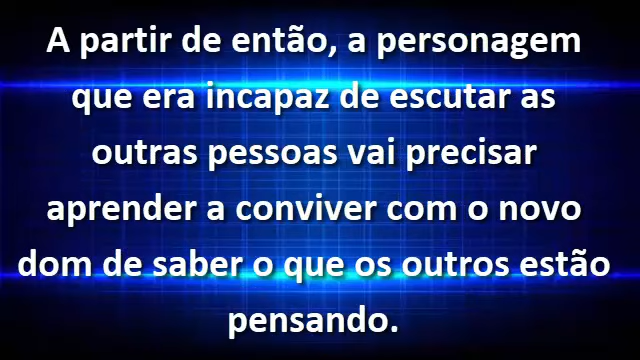 A partir de então, a personagem
que era incapaz de escutar as
outras pessoas vai precisar
aprender a conviver com o novo
dom de saber o que os outros estão
pensando.